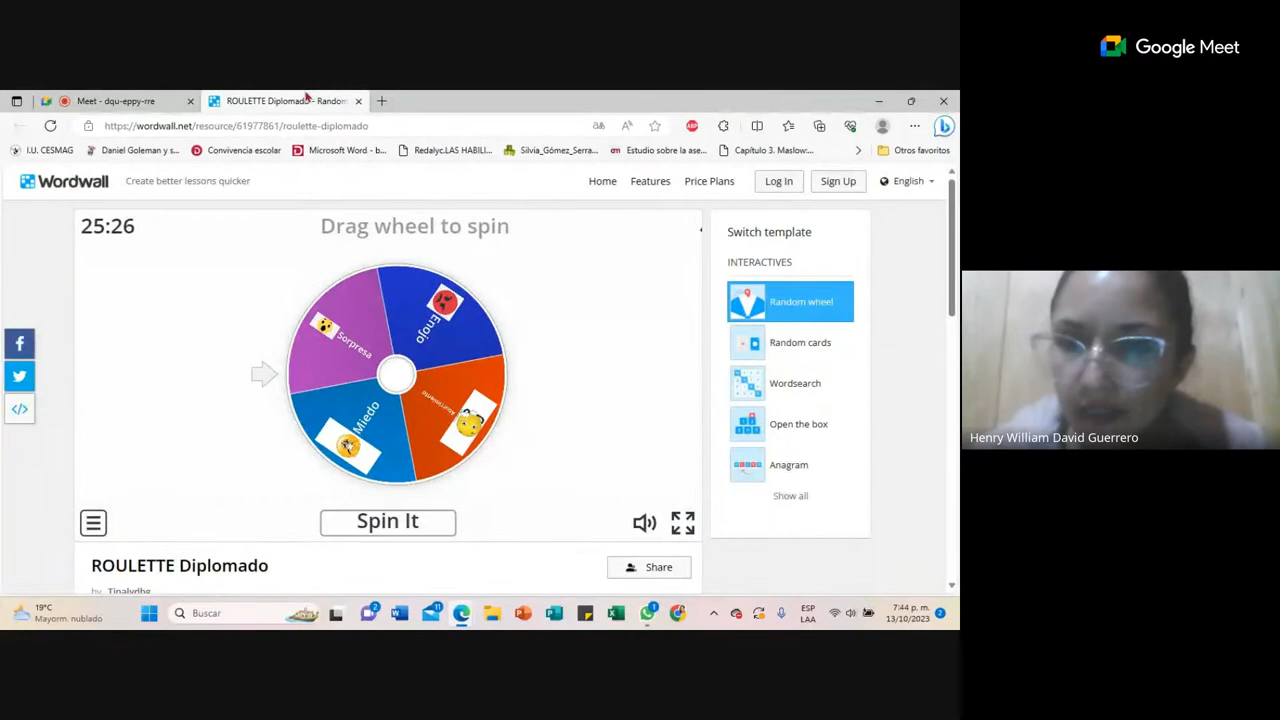 Google Meet
Meet - dqu-eppy-rre
ROULETTE Diplomado - Random
https://wordwall.net/resource/61977861/roulette-diplomado
I.U. CESMAG
Daniel Goleman y s...
Convivencia escolar
Microsoft Word - b...
Redalyc.LAS HABILI...
Silvia_Gómez_Serra...
Estudio sobre la ase...
Capítulo 3. Maslow:...
Otros favoritos
Wordwall
Create better lessons quicker
Home
Features
Price Plans
Log In
Sign Up
English
25:26
Drag wheel to spin
Enojo
Sorpresa
Miedo
Aburrimiento
Switch template
INTERACTIVES
Random wheel
Random cards
Wordsearch
Open the box
Anagram
Show all
Spin It
ROULETTE Diplomado
Share
by Tinalydbg
Henry William David Guerrero
19°C
Mayorm. nublado
Buscar
ESP
LAA
7:44 p. m.
13/10/2023